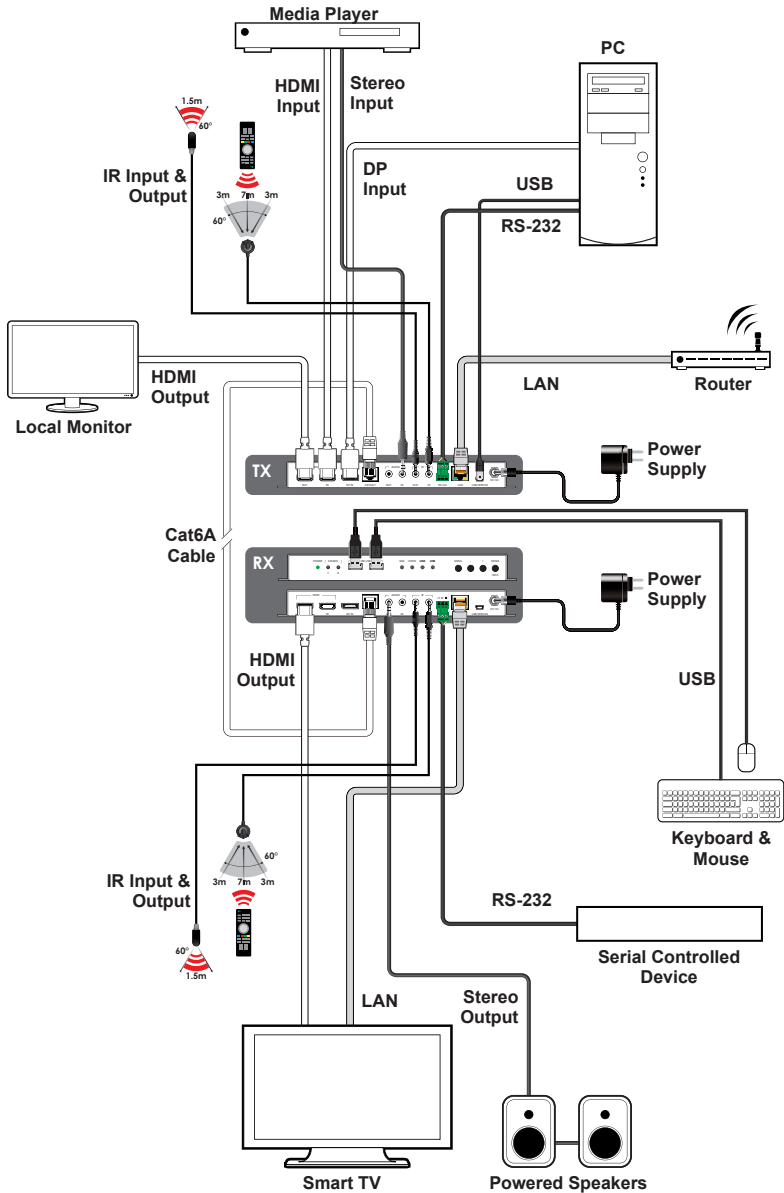 Media Player
PC
HDMI
Input
Stereo
Input
1.5m
60°
IR Input &
Output
3m 7m 3m
60°
DP
Input
USB
RS-232
HDMI
Output
Local Monitor
LAN
Router
TX
Power
Supply
Cat6A
Cable
RX
Power
Supply
HDMI
Output
USB
Keyboard &
Mouse
60°
3m 7m 3m
IR Input &
Output
60°
1.5m
RS-232
Serial Controlled
Device
LAN
Stereo
Output
Smart TV
Powered Speakers